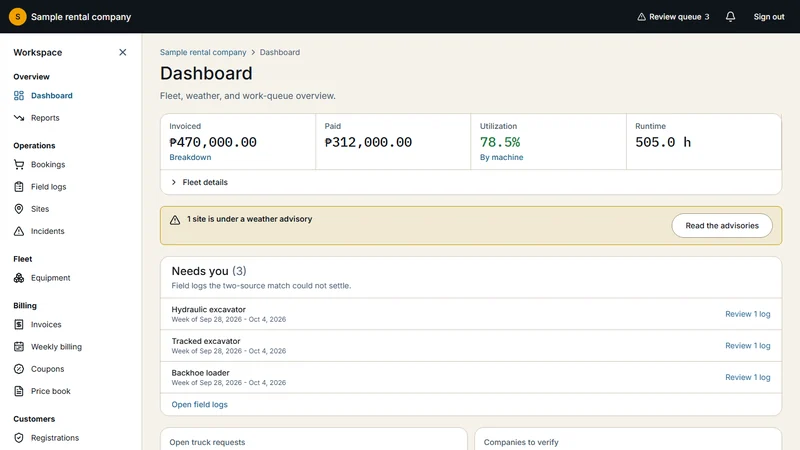 S Sample rental company
Review queue 3
Sign out
Workspace
Overview
Dashboard
Reports
Operations
Bookings
Field logs
Sites
Incidents
Fleet
Equipment
Billing
Invoices
Weekly billing
Coupons
Price book
Customers
Registrations
Sample rental company > Dashboard
Dashboard
Fleet, weather, and work-queue overview.
Invoiced
₱470,000.00
Breakdown
Paid
₱312,000.00
Utilization
78.5%
By machine
Runtime
505.0 h
Fleet details
1 site is under a weather advisory
Read the advisories
Needs you (3)
Field logs the two-source match could not settle.
Hydraulic excavator
Week of Sep 28, 2026 - Oct 4, 2026
Review 1 log
Tracked excavator
Week of Sep 28, 2026 - Oct 4, 2026
Review 1 log
Backhoe loader
Week of Sep 28, 2026 - Oct 4, 2026
Review 1 log
Open field logs
Open truck requests
Companies to verify